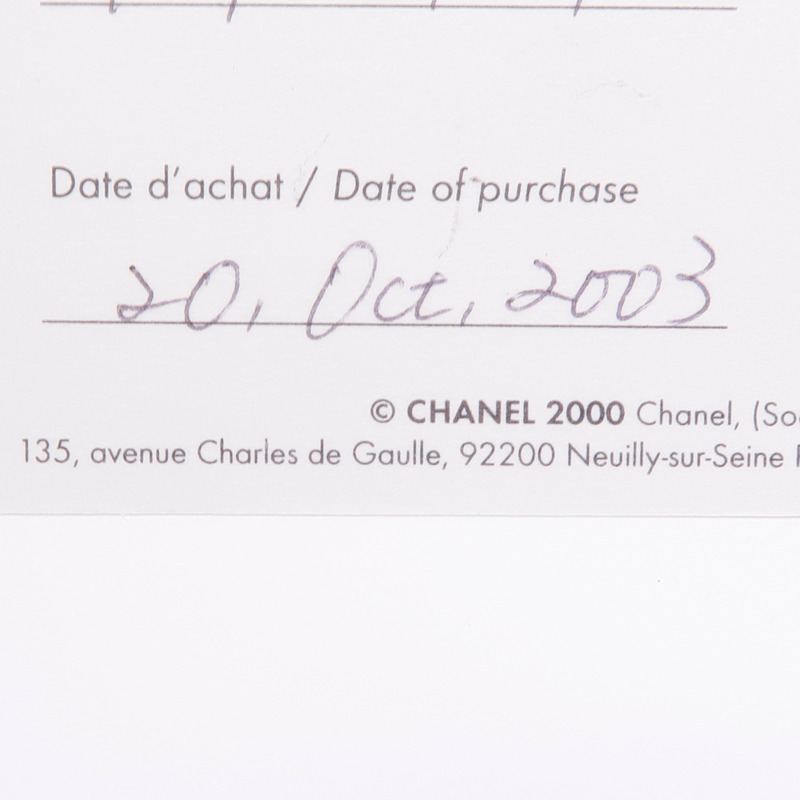 Date d'achat / Date of purchase
20, Oct, 2003
© CHANEL 2000 Chanel,
135, avenue Charles de Gaulle, 92200 Neuilly-sur-Seine